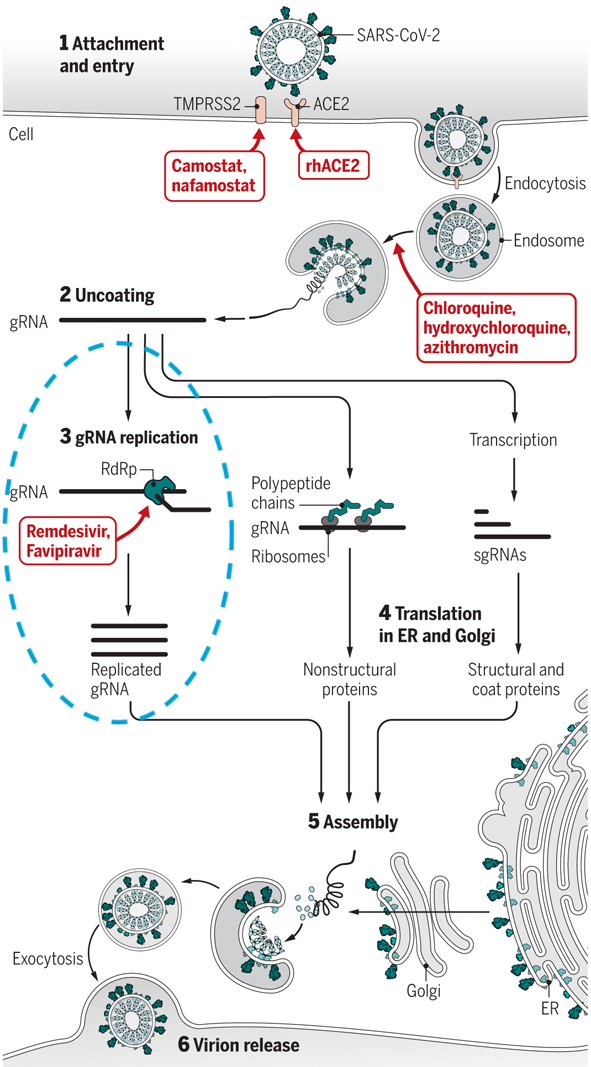 SARS-CoV-2
1 Attachment
and entry
TMPRSS2
ACE2
Cell
Camostat,
nafamostat
rhACE2
Endocytosis
Endosome
2 Uncoating
gRNA
Chloroquine,
hydroxychloroquine,
azithromycin
3 gRNA replication
RdRp
gRNA
Remdesivir,
Favipiravir
Replicated
gRNA
Polypeptide
chains
gRNA
Ribosomes
Transcription
sgRNAs
4 Translation
in ER and Golgi
Nonstructural
proteins
Structural and
coat proteins
5 Assembly
Exocytosis
Golgi
ER
6 Virion release